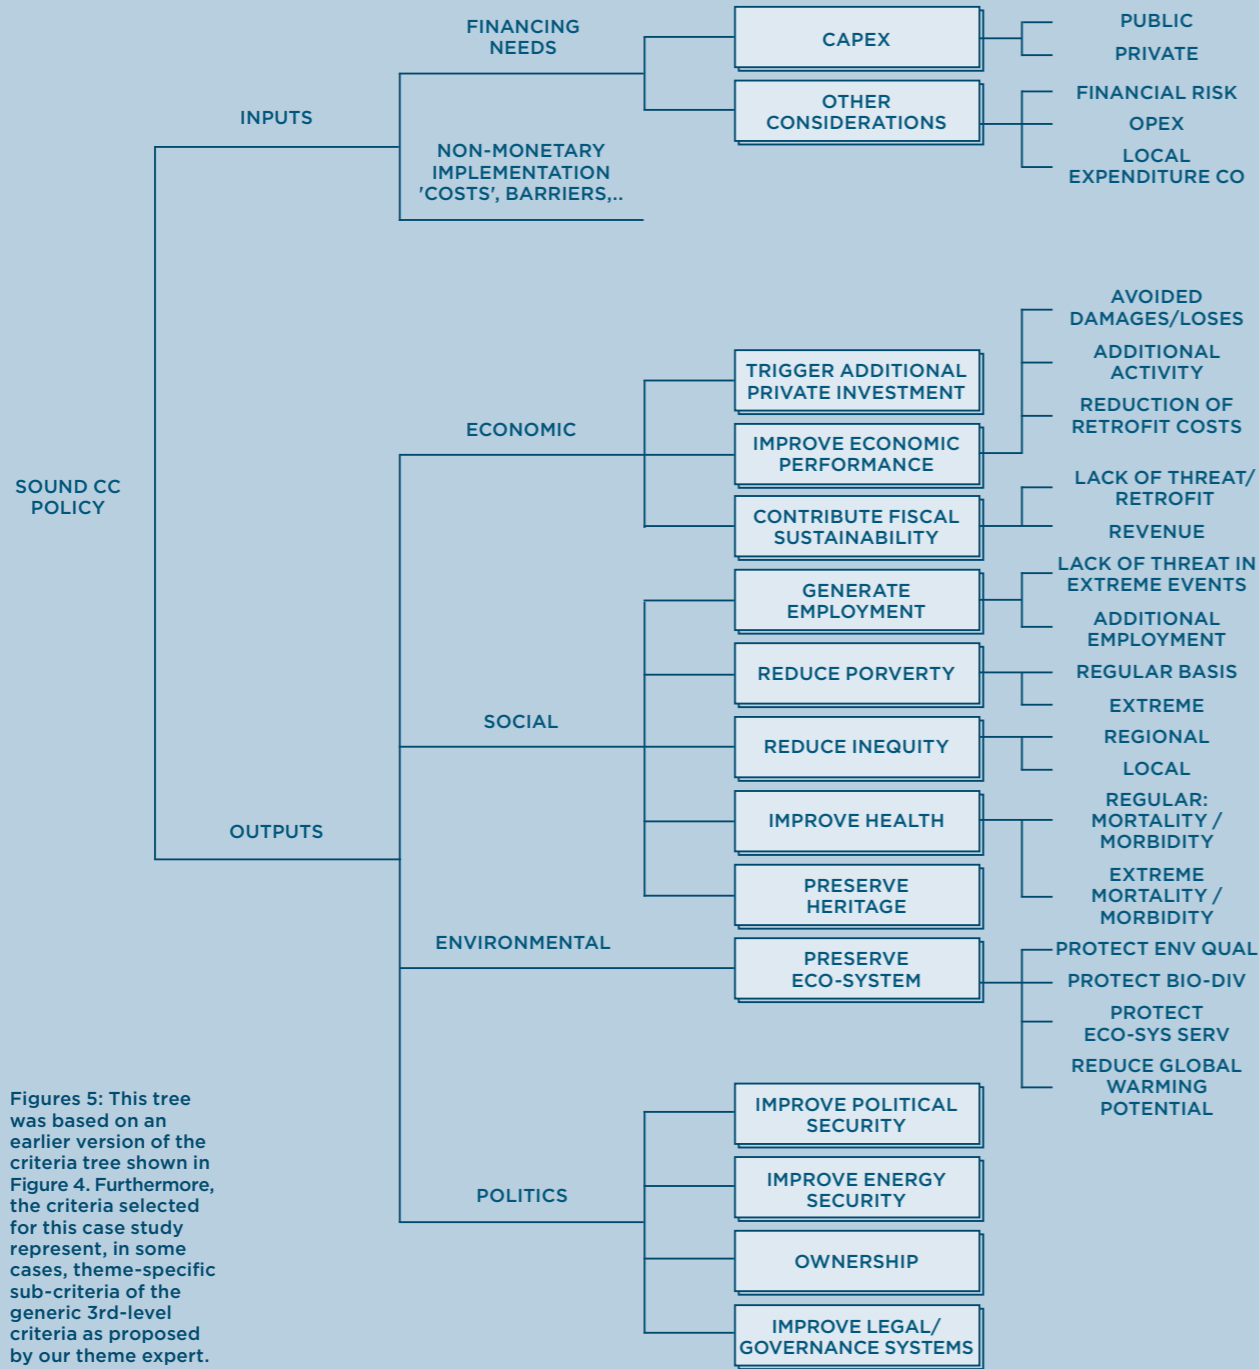 SOUND CC
POLICY
INPUTS
FINANCING
NEEDS
CAPEX
PUBLIC
PRIVATE
OTHER
CONSIDERATIONS
FINANCIAL RISK
OPEX
LOCAL
EXPENDITURE CO
NON-MONETARY
IMPLEMENTATION
'COSTS', BARRIERS,..
OUTPUTS
ECONOMIC
TRIGGER ADDITIONAL
PRIVATE INVESTMENT
IMPROVE ECONOMIC
PERFORMANCE
AVOIDED
DAMAGES/LOSES
ADDITIONAL
ACTIVITY
REDUCTION OF
RETROFIT COSTS
CONTRIBUTE FISCAL
SUSTAINABILITY
LACK OF THREAT/
RETROFIT
REVENUE
SOCIAL
GENERATE
EMPLOYMENT
LACK OF THREAT IN
EXTREME EVENTS
ADDITIONAL
EMPLOYMENT
REDUCE PORVERTY
REGULAR BASIS
EXTREME
REDUCE INEQUITY
REGIONAL
LOCAL
IMPROVE HEALTH
REGULAR:
MORTALITY /
MORBIDITY
EXTREME
MORTALITY /
MORBIDITY
PRESERVE
HERITAGE
ENVIRONMENTAL
PRESERVE
ECO-SYSTEM
PROTECT ENV QUAL
PROTECT BIO-DIV
PROTECT
ECO-SYS SERV
REDUCE GLOBAL
WARMING
POTENTIAL
POLITICS
IMPROVE POLITICAL
SECURITY
IMPROVE ENERGY
SECURITY
OWNERSHIP
IMPROVE LEGAL/
GOVERNANCE SYSTEMS
Figures 5: This tree
was based on an
earlier version of the
criteria tree shown in
Figure 4. Furthermore,
the criteria selected
for this case study
represent, in some
cases, theme-specific
sub-criteria of the
generic 3rd-level
criteria as proposed
by our theme expert.